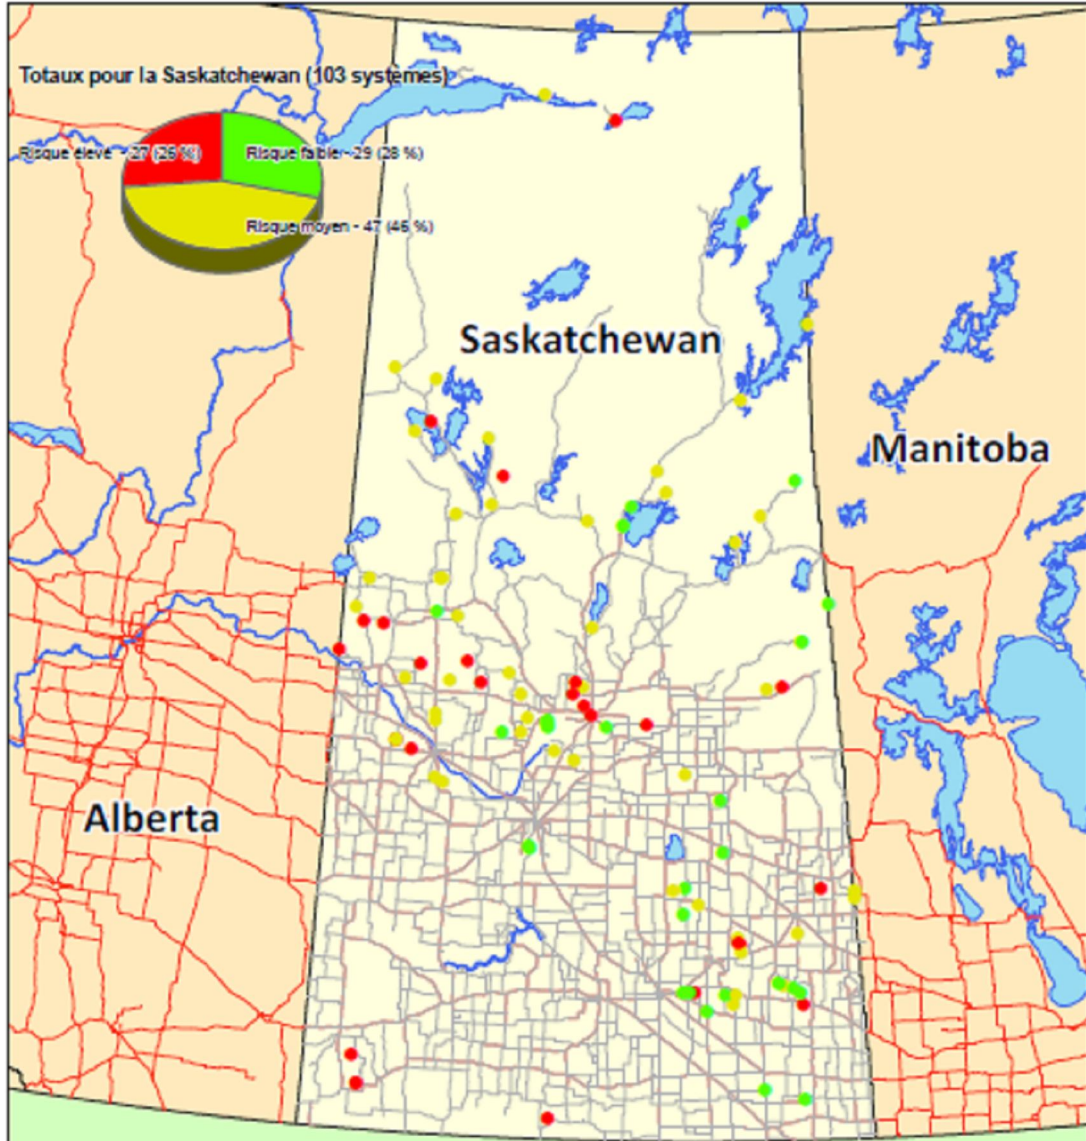 Totaux pour la Saskatchewan (103 systèmes)
Risque élevé - 27 (26 %)
Risque faible - 29 (28 %)
Risque moyen - 47 (46 %)
Saskatchewan
Manitoba
Alberta